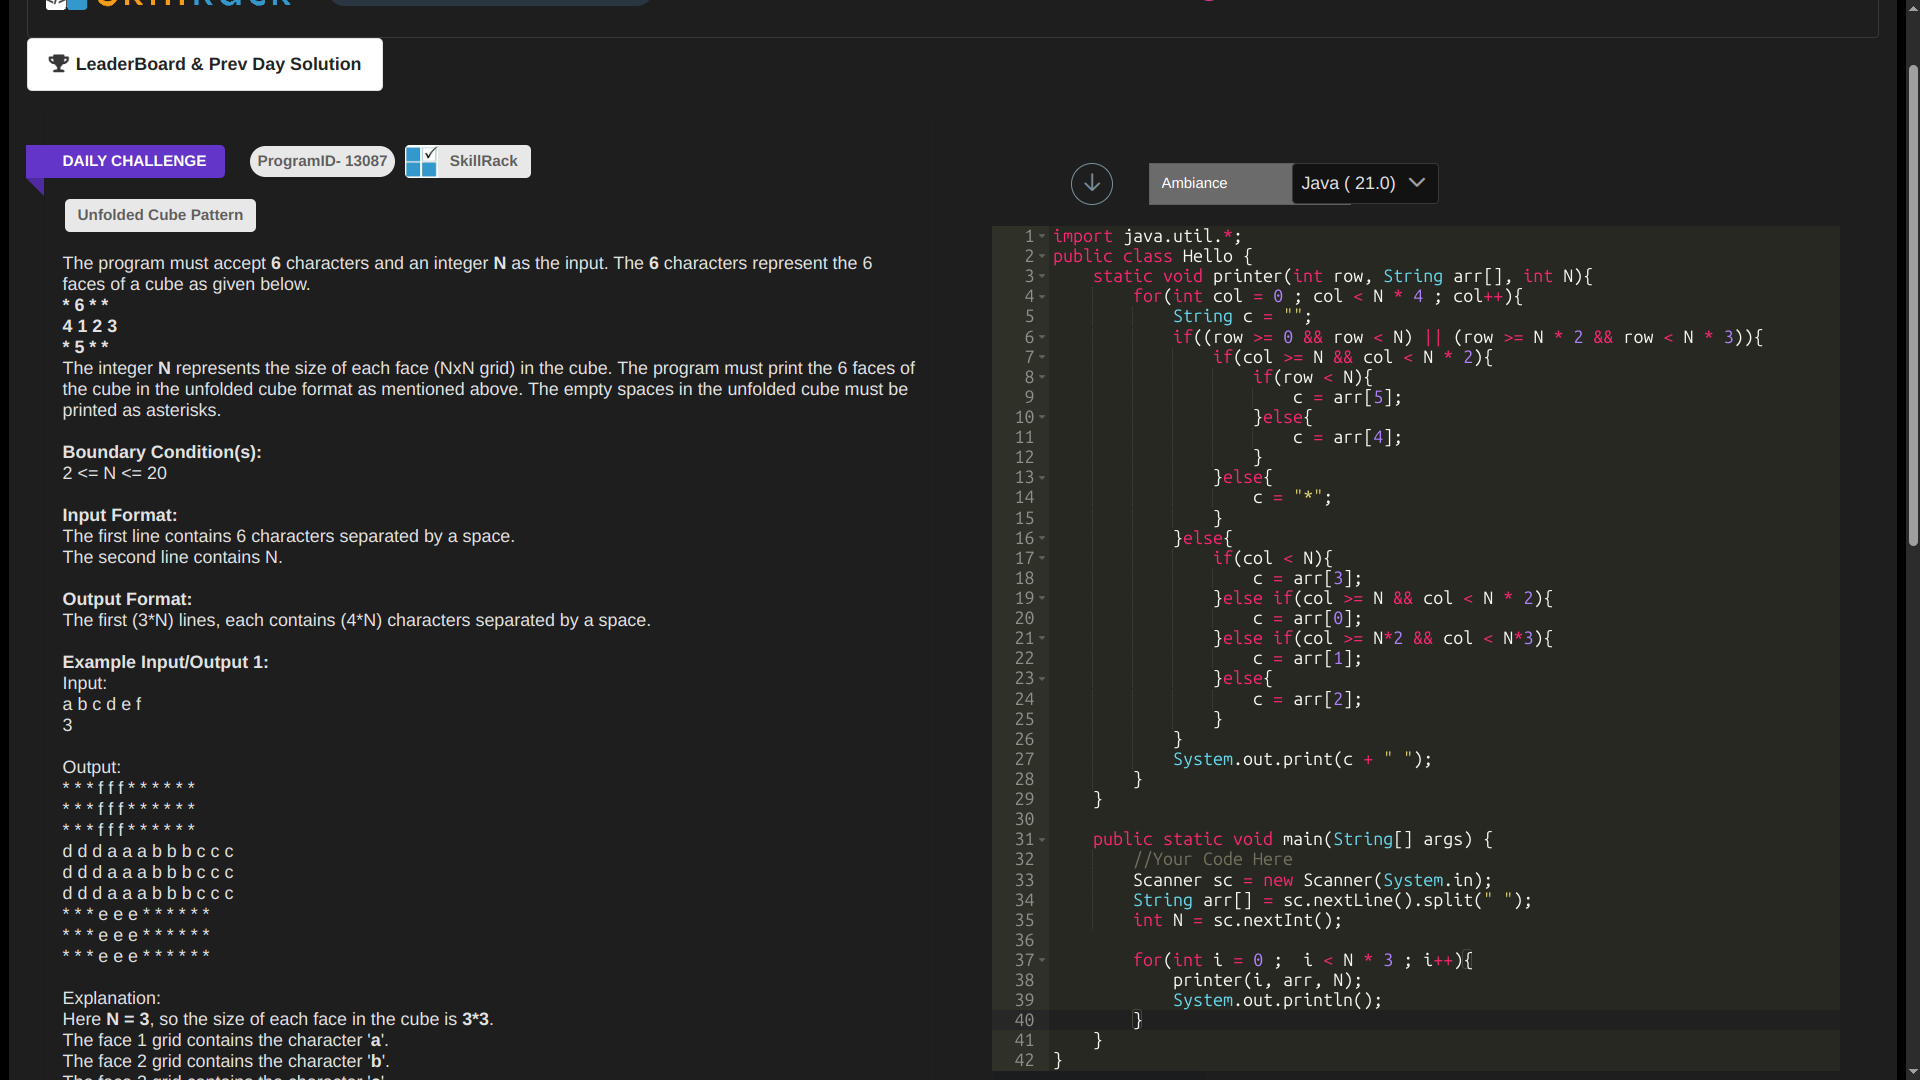 LeaderBoard & Prev Day Solution
DAILY CHALLENGE
ProgramID- 13087
SkillRack
Unfolded Cube Pattern
The program must accept 6 characters and an integer N as the input. The 6 characters represent the 6
faces of a cube as given below.
* 6 * *
4 1 2 3
* 5 * *
The integer N represents the size of each face (NxN grid) in the cube. The program must print the 6 faces of
the cube in the unfolded cube format as mentioned above. The empty spaces in the unfolded cube must be
printed as asterisks.
Boundary Condition(s):
2 <= N <= 20
Input Format:
The first line contains 6 characters separated by a space.
The second line contains N.
Output Format:
The first (3*N) lines, each contains (4*N) characters separated by a space.
Example Input/Output 1:
Input:
a b c d e f
3
Output:
* * * f f f * * * * * *
* * * f f f * * * * * *
* * * f f f * * * * * *
d d d a a a b b b c c c
d d d a a a b b b c c c
d d d a a a b b b c c c
* * * e e e * * * * * *
* * * e e e * * * * * *
* * * e e e * * * * * *
Explanation:
Here N = 3, so the size of each face in the cube is 3*3.
The face 1 grid contains the character 'a'.
The face 2 grid contains the character 'b'.
Ambiance
Java ( 21.0)
1 import java.util.*;
2 public class Hello {
3     static void printer(int row, String arr[], int N){
4         for(int col = 0 ; col < N * 4 ; col++){
5             String c = "";
6             if((row >= 0 && row < N) || (row >= N * 2 && row < N * 3)){
7                 if(col >= N && col < N * 2){
8                     if(row < N){
9                         c = arr[5];
10                     }else{
11                         c = arr[4];
12                     }
13                 }else{
14                     c = "*";
15                 }
16             }else{
17                 if(col < N){
18                     c = arr[3];
19                 }else if(col >= N && col < N * 2){
20                     c = arr[0];
21                 }else if(col >= N*2 && col < N*3){
22                     c = arr[1];
23                 }else{
24                     c = arr[2];
25                 }
26             }
27             System.out.print(c + " ");
28         }
29     }
30
31     public static void main(String[] args) {
32         //Your Code Here
33         Scanner sc = new Scanner(System.in);
34         String arr[] = sc.nextLine().split(" ");
35         int N = sc.nextInt();
36
37         for(int i = 0 ;  i < N * 3 ; i++){
38             printer(i, arr, N);
39             System.out.println();
40         }
41     }
42 }